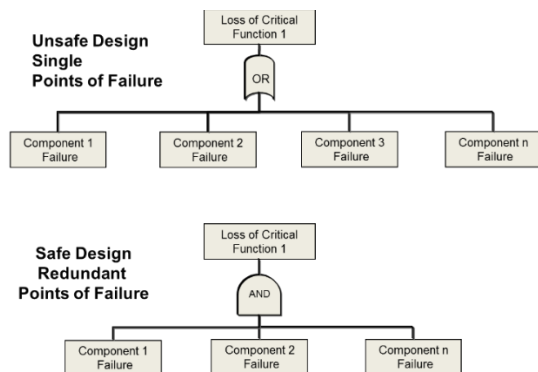 Loss of Critical
Function 1
Unsafe Design
Single
Points of Failure
OR
Component 1
Failure
Component 2
Failure
Component 3
Failure
Component n
Failure
Loss of Critical
Function 1
Safe Design
Redundant
Points of Failure
AND
Component 1
Failure
Component 2
Failure
Component n
Failure